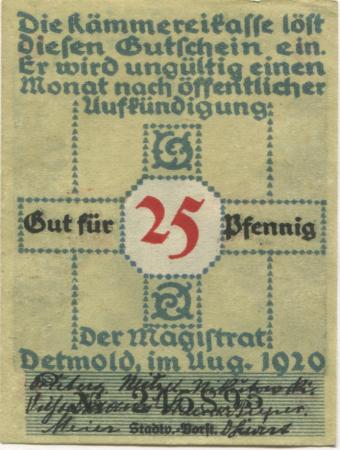 Die Kämmereikasse löst
Diesen Gutschein ein.
Er wird ungültig einen
Monat nach öffentlicher
Aufkündigung
Gut für 25 Pfennig
Der Magistrat
Detmold, im Aug. 1920
Meier Stadtv.-Vorst.